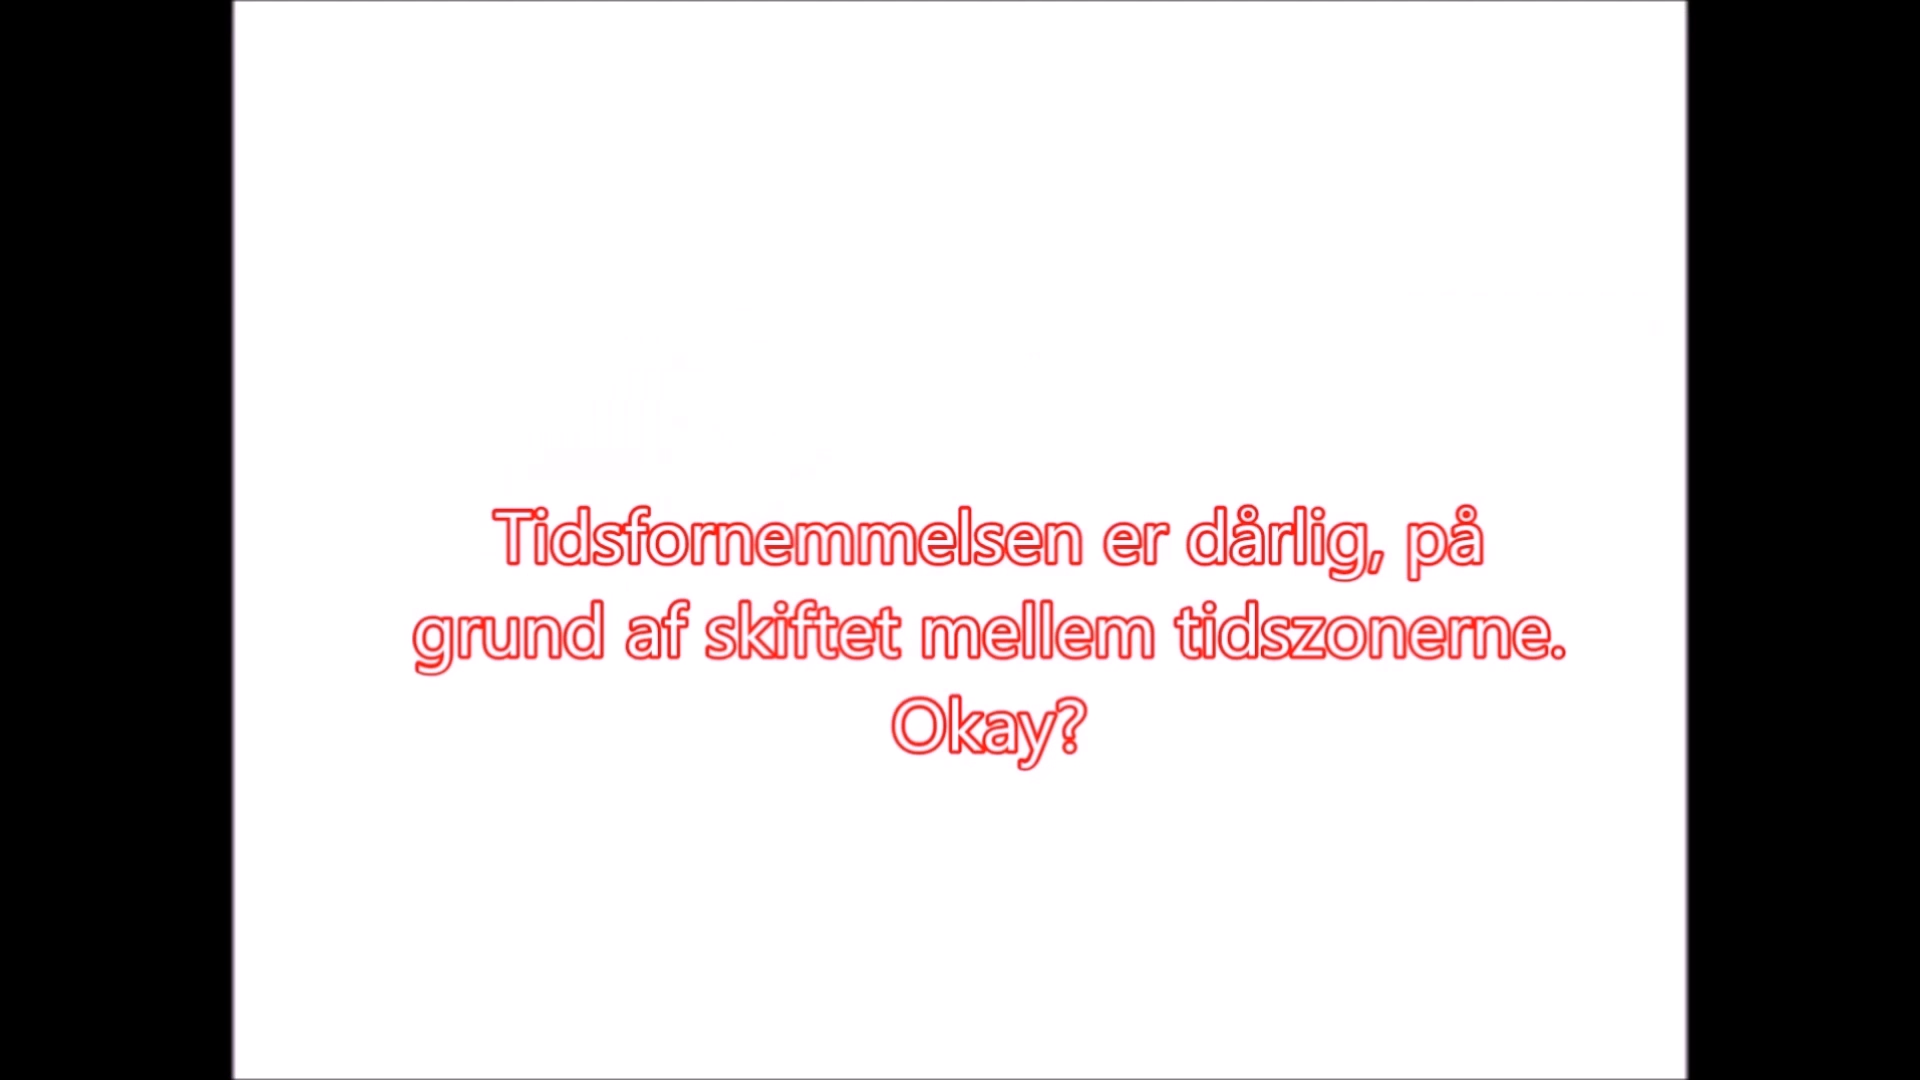 Tidsfornemmelsen er dårlig, på
grund af skiftet mellem tidszonerne.
Okay?